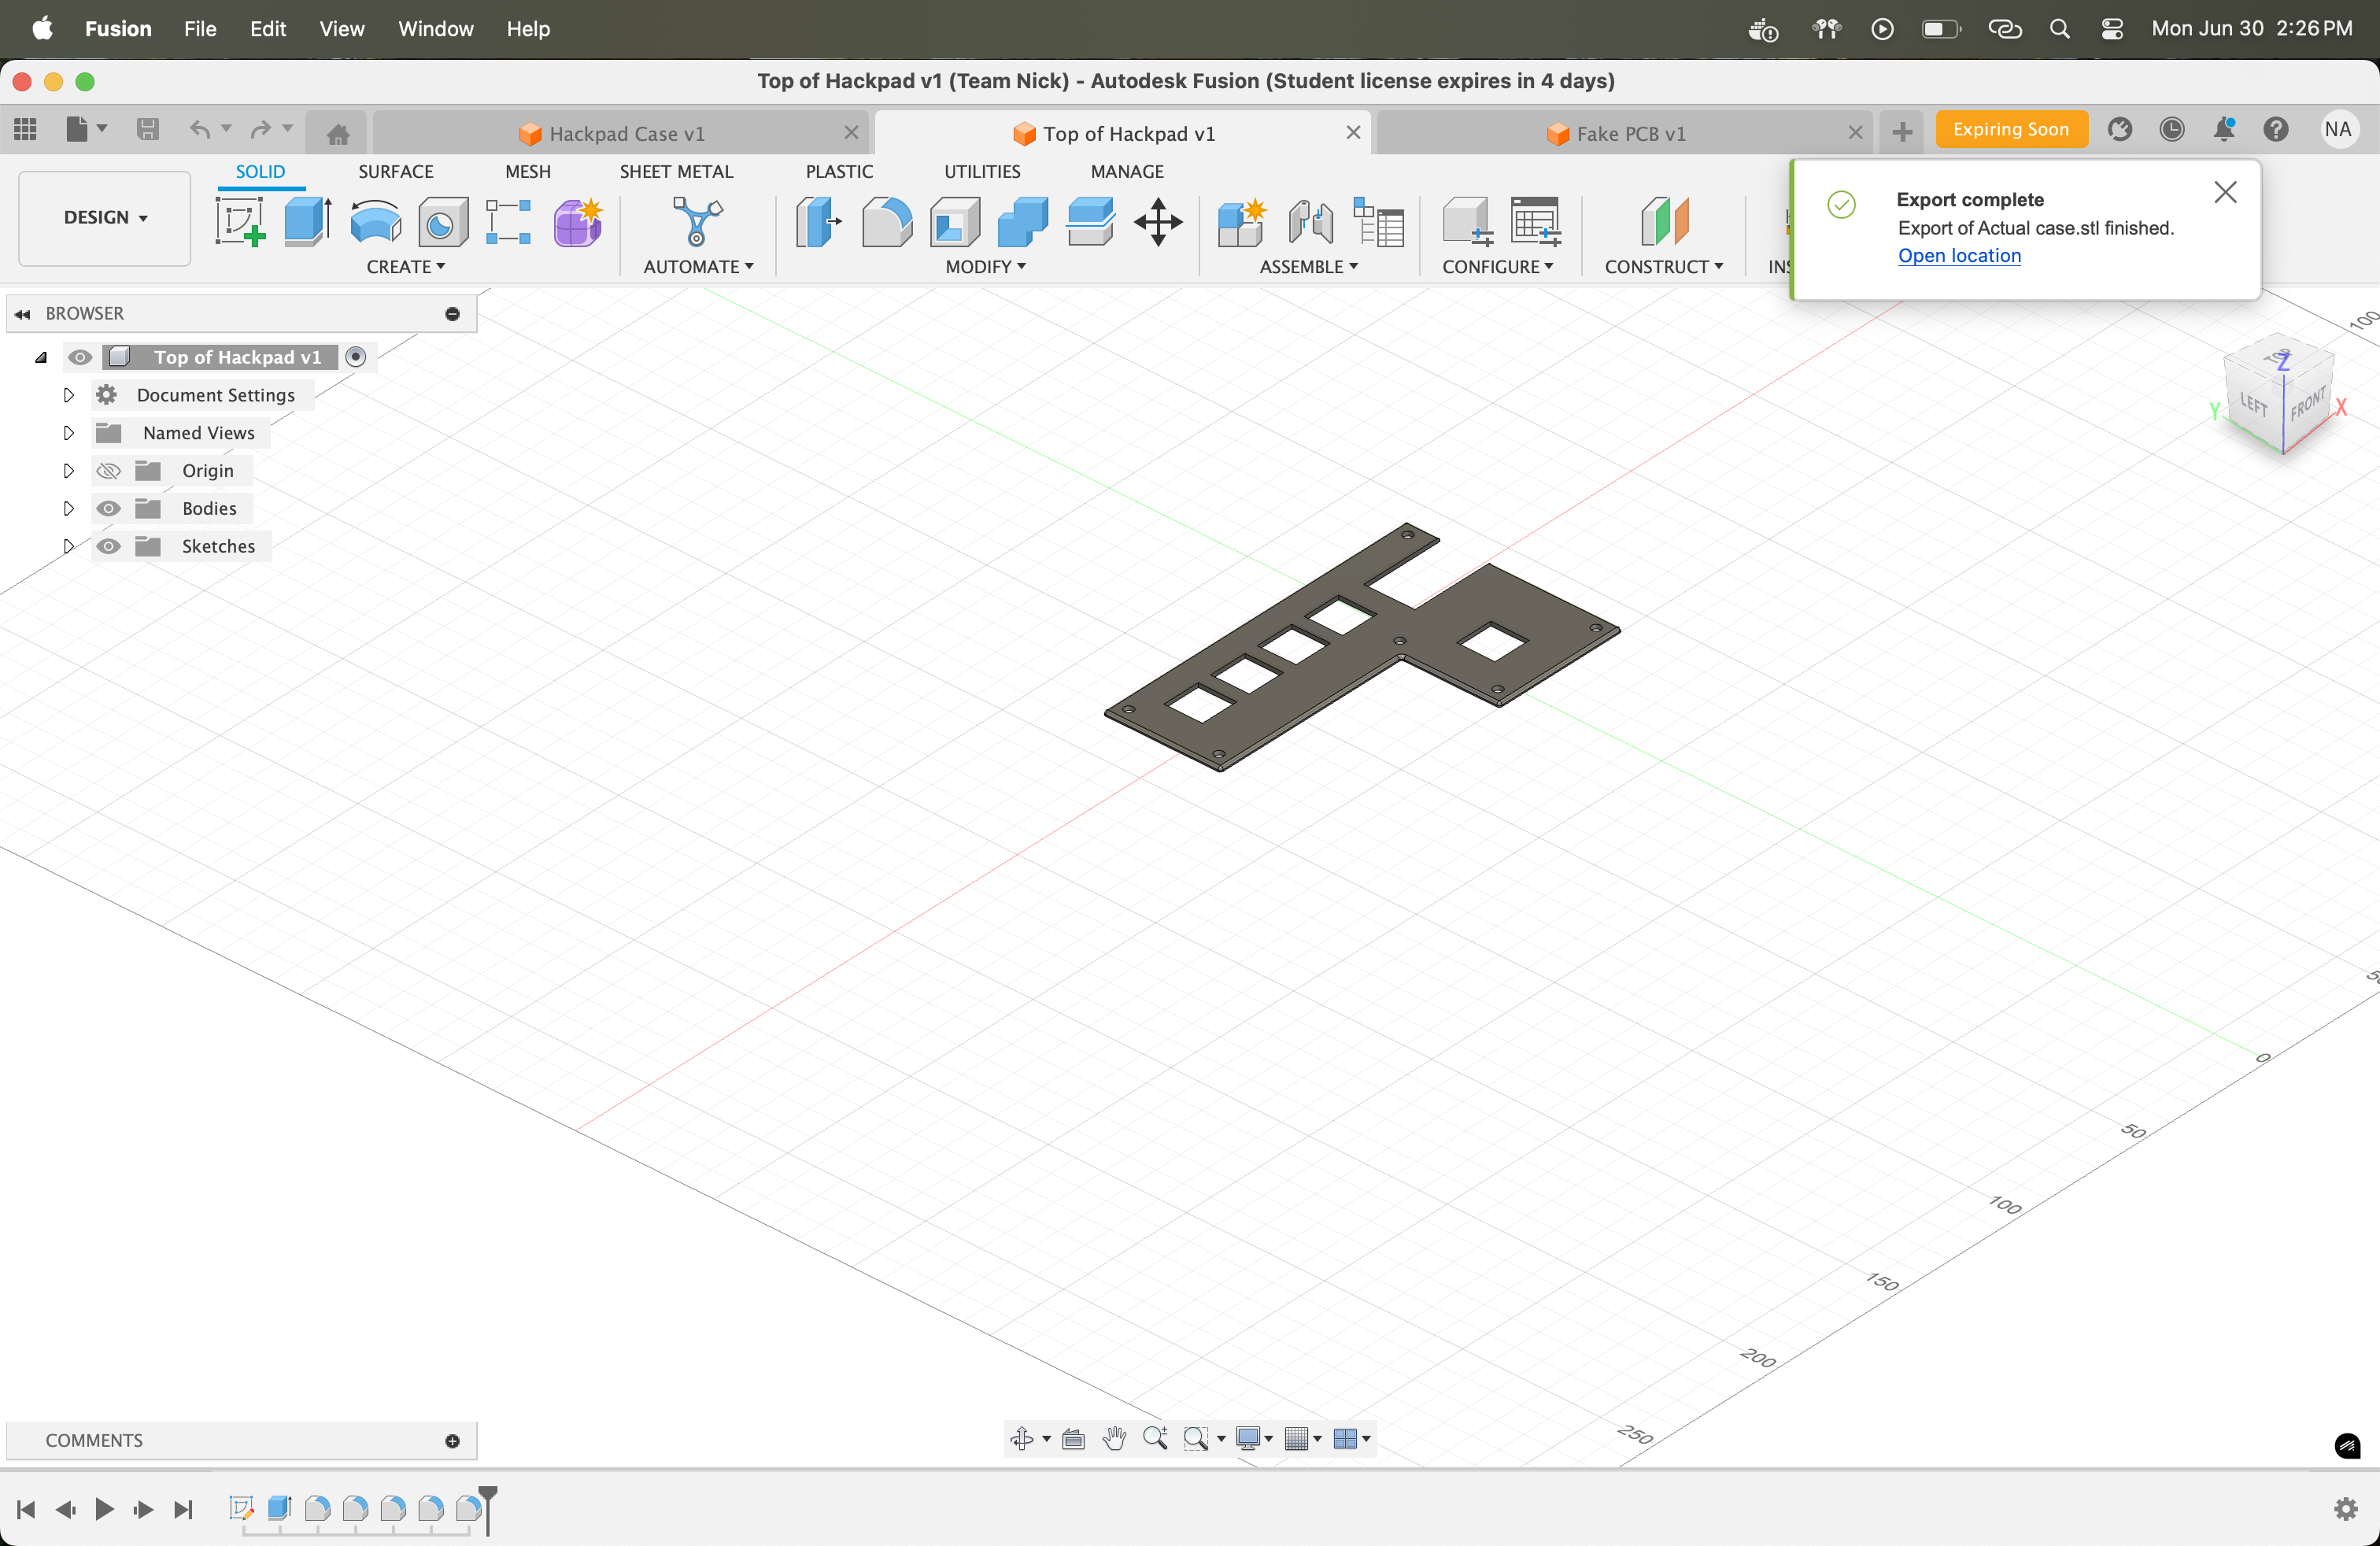 Fusion File Edit View Window Help Mon Jun 30 2:26 PM
Top of Hackpad v1 (Team Nick) - Autodesk Fusion (Student license expires in 4 days)
Hackpad Case v1 Top of Hackpad v1 Fake PCB v1 Expiring Soon NA
SOLID SURFACE MESH SHEET METAL PLASTIC UTILITIES MANAGE
DESIGN
CREATE AUTOMATE MODIFY ASSEMBLE CONFIGURE CONSTRUCT INS
Export complete
Export of Actual case.stl finished.
Open location
BROWSER
Top of Hackpad v1
Document Settings
Named Views
Origin
Bodies
Sketches
100
TOP
Z
LEFT FRONT
Y X
0
50
100
150
200
250
COMMENTS